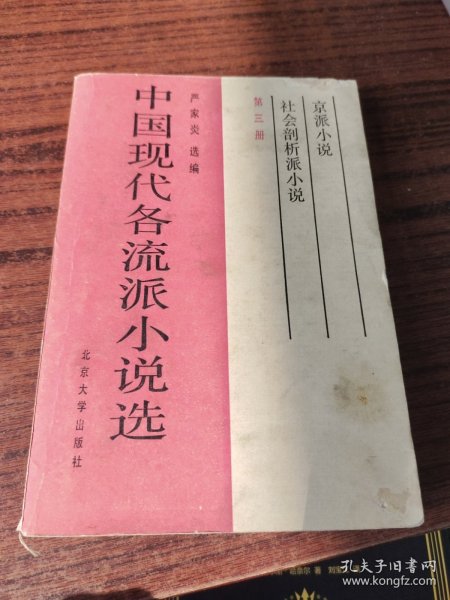 京派小说
社会剖析派小说
第三册
严家炎 选编
中国现代各流派小说选
北京大学出版社
著 刘
孔夫子旧书网
www.kongfz.com